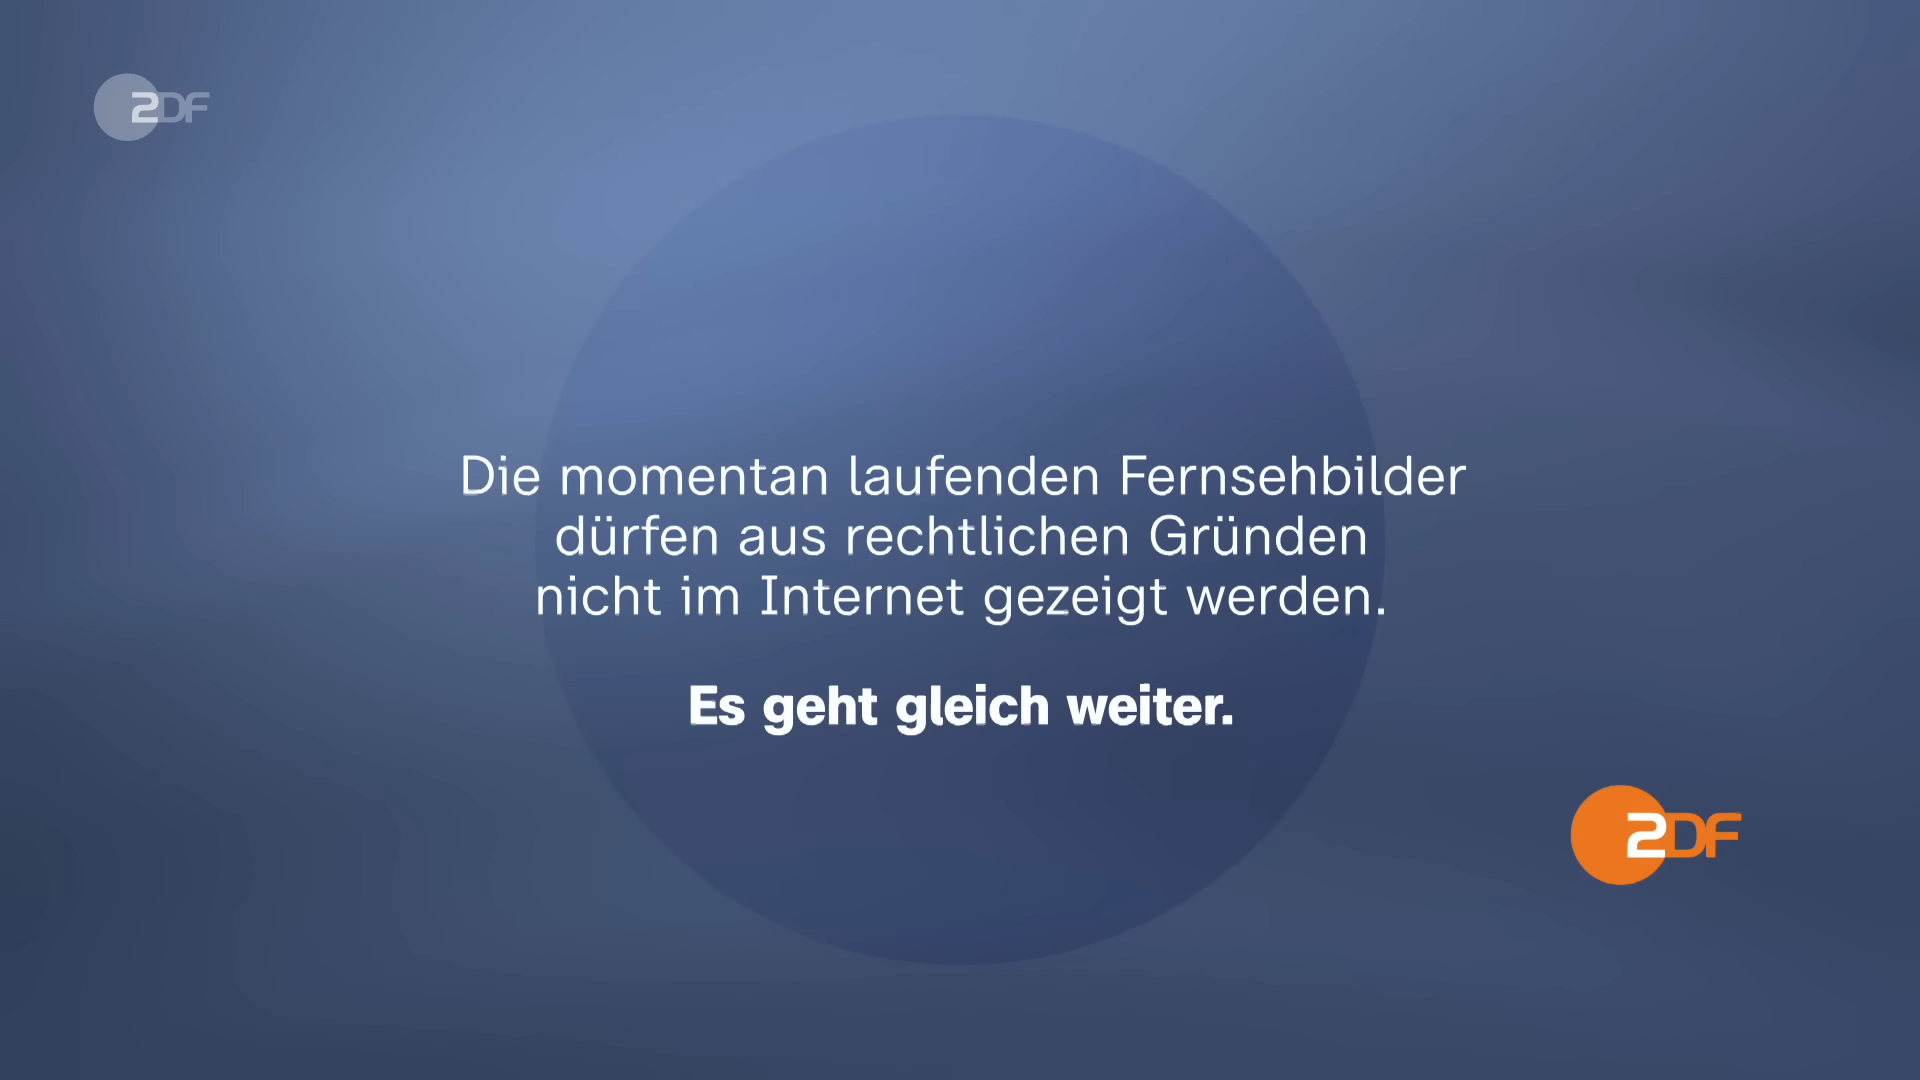 ZDF
Die momentan laufenden Fernsehbilder
dürfen aus rechtlichen Gründen
nicht im Internet gezeigt werden.
Es geht gleich weiter.
ZDF